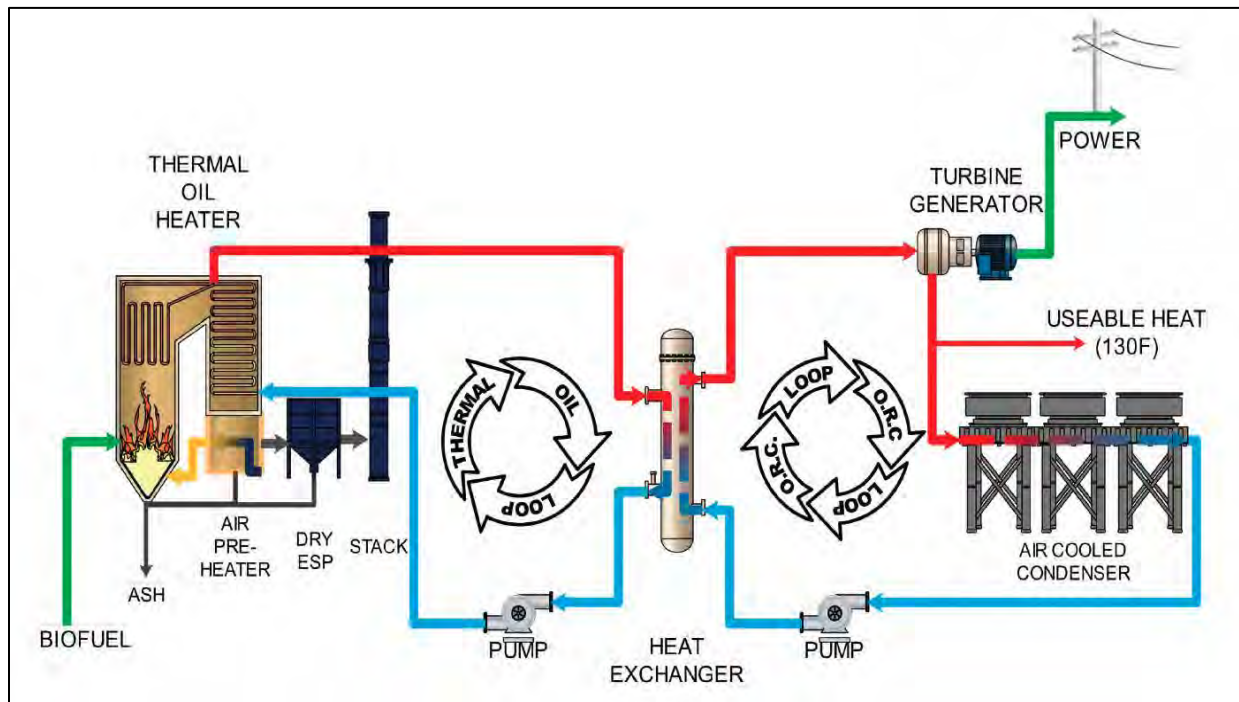 POWER
THERMAL
OIL
HEATER
TURBINE
GENERATOR
USEABLE HEAT
(130F)
THERMAL
OIL
LOOP
LOOP
O.R.C
LOOP
O.R.C.
AIR
PRE-
HEATER
DRY
ESP
STACK
AIR COOLED
CONDENSER
ASH
BIOFUEL
PUMP
HEAT
EXCHANGER
PUMP